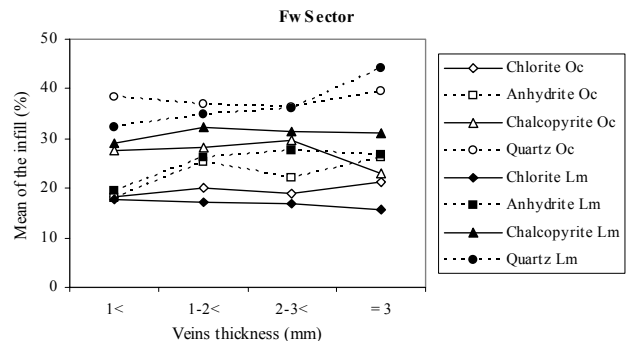 Fw Sector
50
40
30
20
10
0
Mean of the infill (%)
1<
1-2<
2-3<
= 3
Veins thickness (mm)
Chlorite Oc
Anhydrite Oc
Chalcopyrite Oc
Quartz Oc
Chlorite Lm
Anhydrite Lm
Chalcopyrite Lm
Quartz Lm